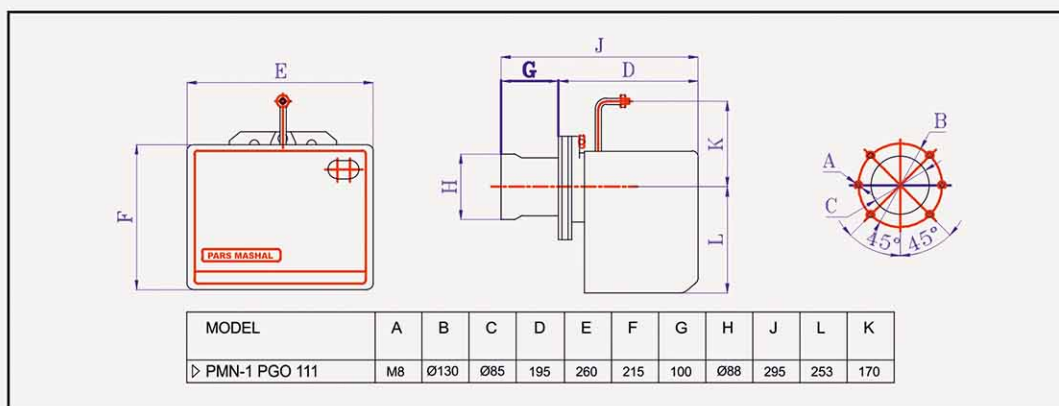 J
E
G D
B
K
A
H
F
C
L
45° 45°
PARS MASHAL
MODEL A B C D E F G H J L K
▷ PMN-1 PGO 111 M8 Ø130 Ø85 195 260 215 100 Ø88 295 253 170